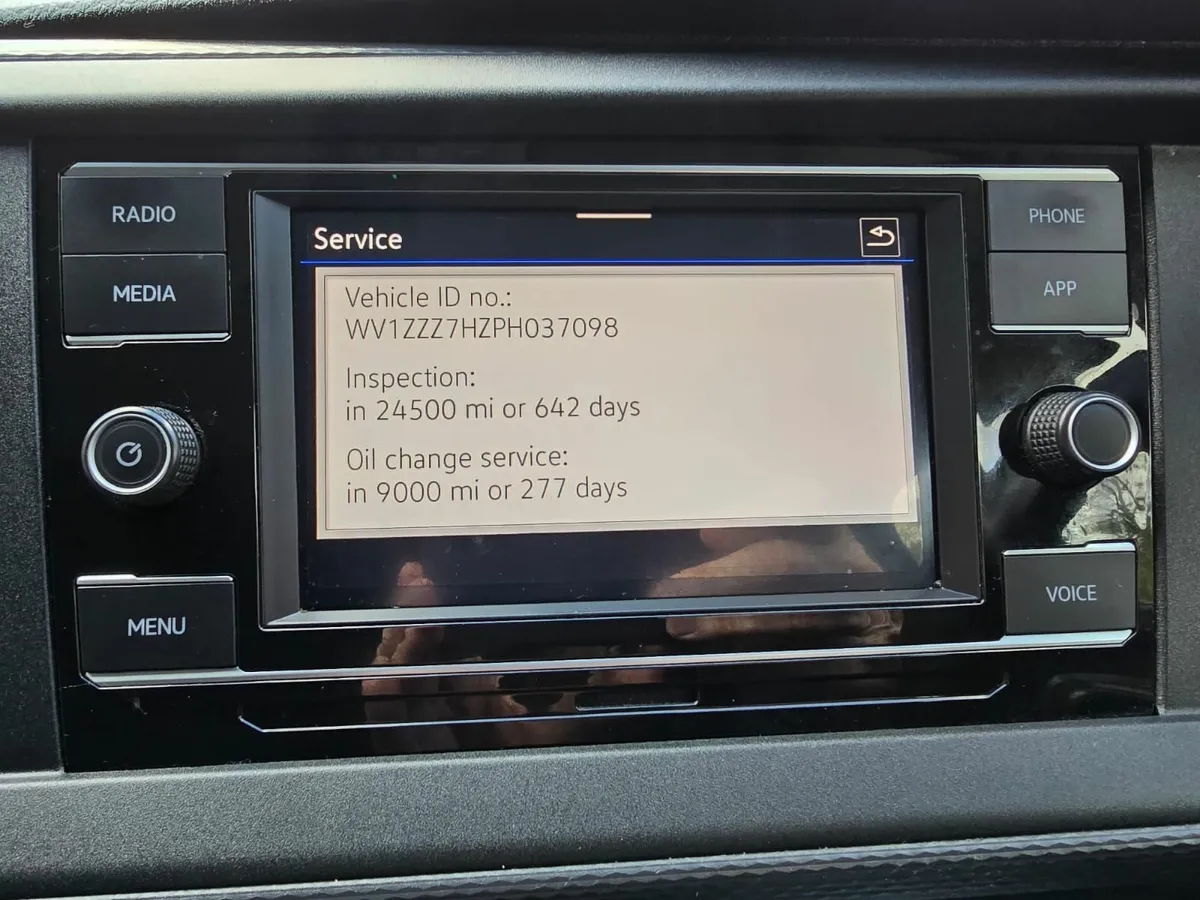 RADIO
MEDIA
MENU
Service
Vehicle ID no.:
WV1ZZZ7HZPH037098
Inspection:
in 24500 mi or 642 days
Oil change service:
in 9000 mi or 277 days
PHONE
APP
VOICE